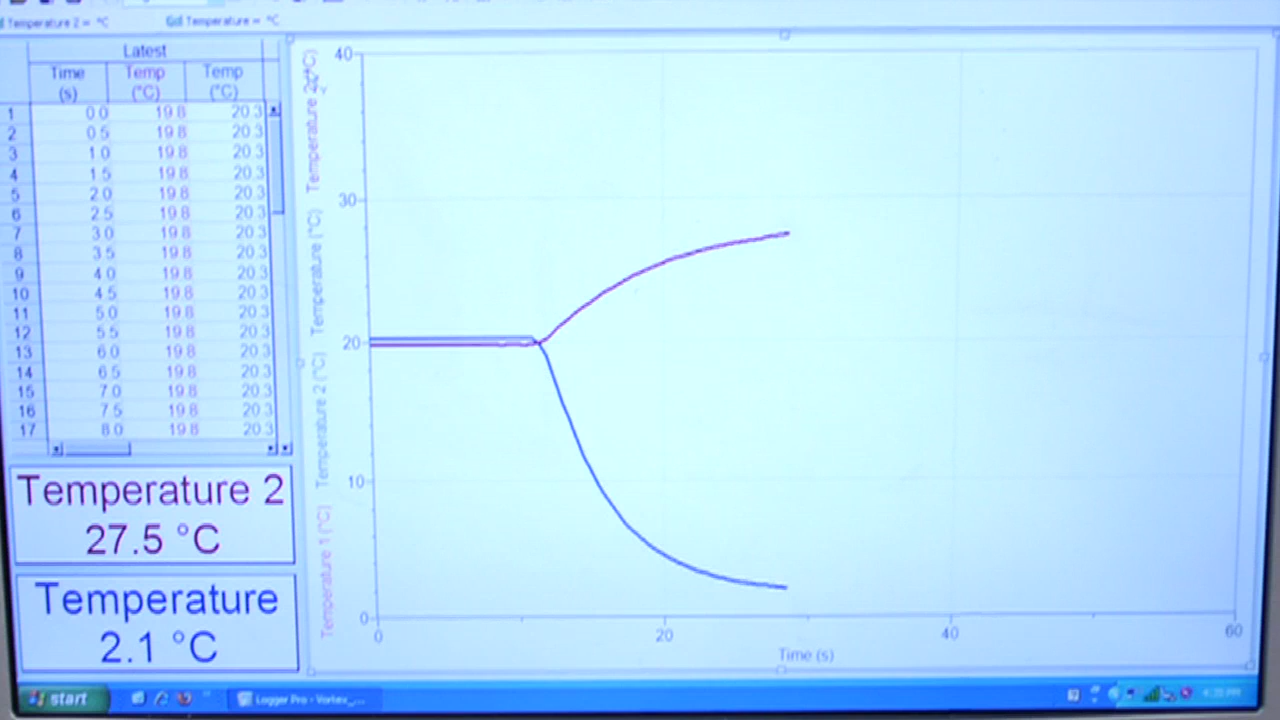 Temperature 2 = °C
Temperature = °C
Latest
Time (s) Temp (°C) Temp (°C)
1 0.0 19.8 20.3
2 0.5 19.8 20.3
3 1.0 19.8 20.3
4 1.5 19.8 20.3
5 2.0 19.8 20.3
6 2.5 19.8 20.3
7 3.0 19.8 20.3
8 3.5 19.8 20.3
9 4.0 19.8 20.3
10 4.5 19.8 20.3
11 5.0 19.8 20.3
12 5.5 19.8 20.3
13 6.0 19.8 20.3
14 6.5 19.8 20.3
15 7.0 19.8 20.3
16 7.5 19.8 20.3
17 8.0 19.8 20.3
Temperature 2
27.5 °C
Temperature
2.1 °C
Temperature 1 (°C) Temperature 2 (°C) Temperature (°C) Temperature
40
30
20
10
0
0 20 40 60
Time (s)
start
Logger Pro - Vortex_...